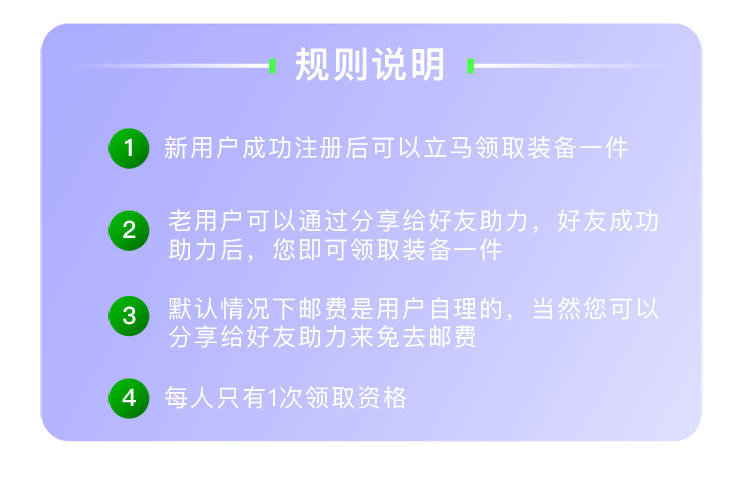 规则说明
1 新用户成功注册后可以立马领取装备一件
2 老用户可以通过分享给好友助力，好友成功
助力后，您即可领取装备一件
3 默认情况下邮费是用户自理的，当然您可以
分享给好友助力来免去邮费
4 每人只有1次领取资格